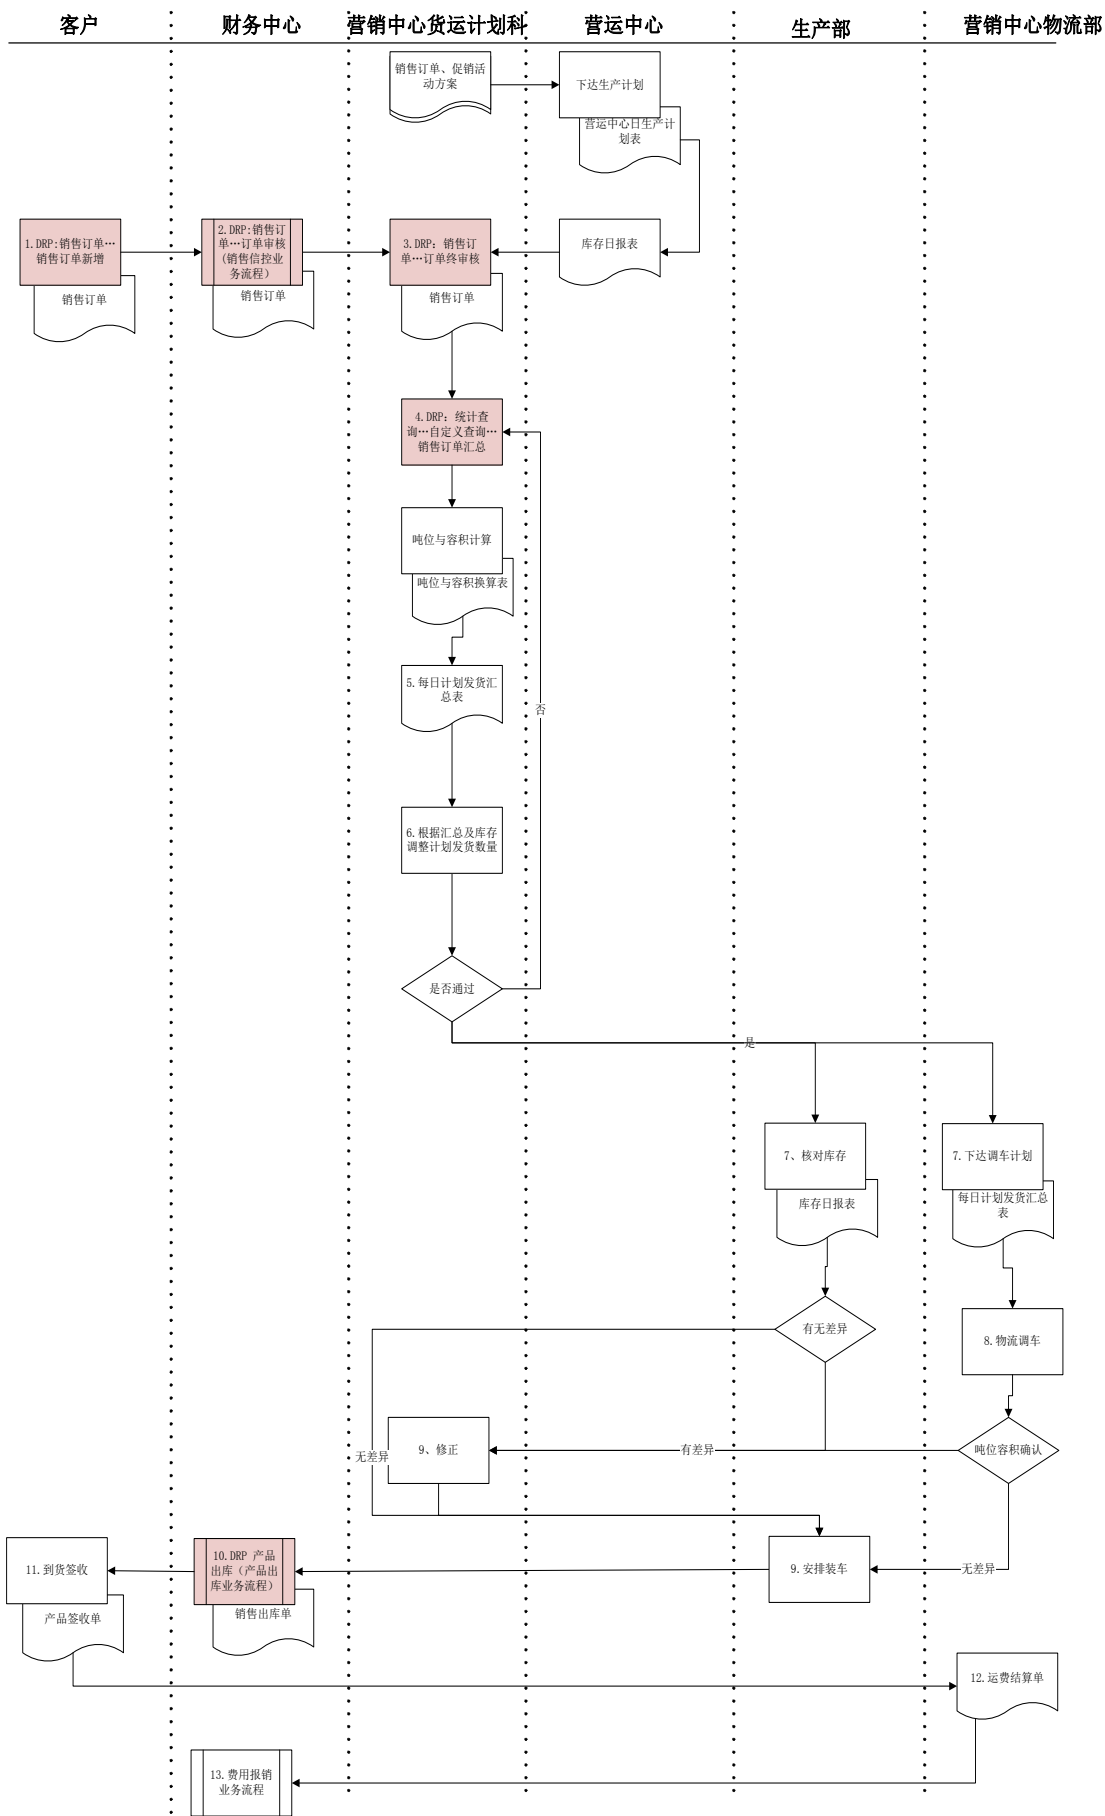 客户
财务中心
营销中心货运计划科
营运中心
生产部
营销中心物流部
销售订单、促销活
动方案
下达生产计划
营运中心日生产计
划表
1.DRP:销售订单…
销售订单新增
销售订单
2.DRP:销售订
单…订单审核
(销售信控业
务流程)
销售订单
3.DRP：销售订
单…订单终审核
销售订单
库存日报表
4.DRP：统计查
询…自定义查询…
销售订单汇总
吨位与容积计算
吨位与容积换算表
5.每日计划发货汇
总表
否
6.根据汇总及库存
调整计划发货数量
是否通过
是
7、核对库存
库存日报表
7.下达调车计划
每日计划发货汇总
表
有无差异
8.物流调车
无差异
9、修正
有差异
吨位容积确认
11.到货签收
产品签收单
10.DRP 产品
出库（产品出
库业务流程）
销售出库单
9.安排装车
无差异
12.运费结算单
13.费用报销
业务流程